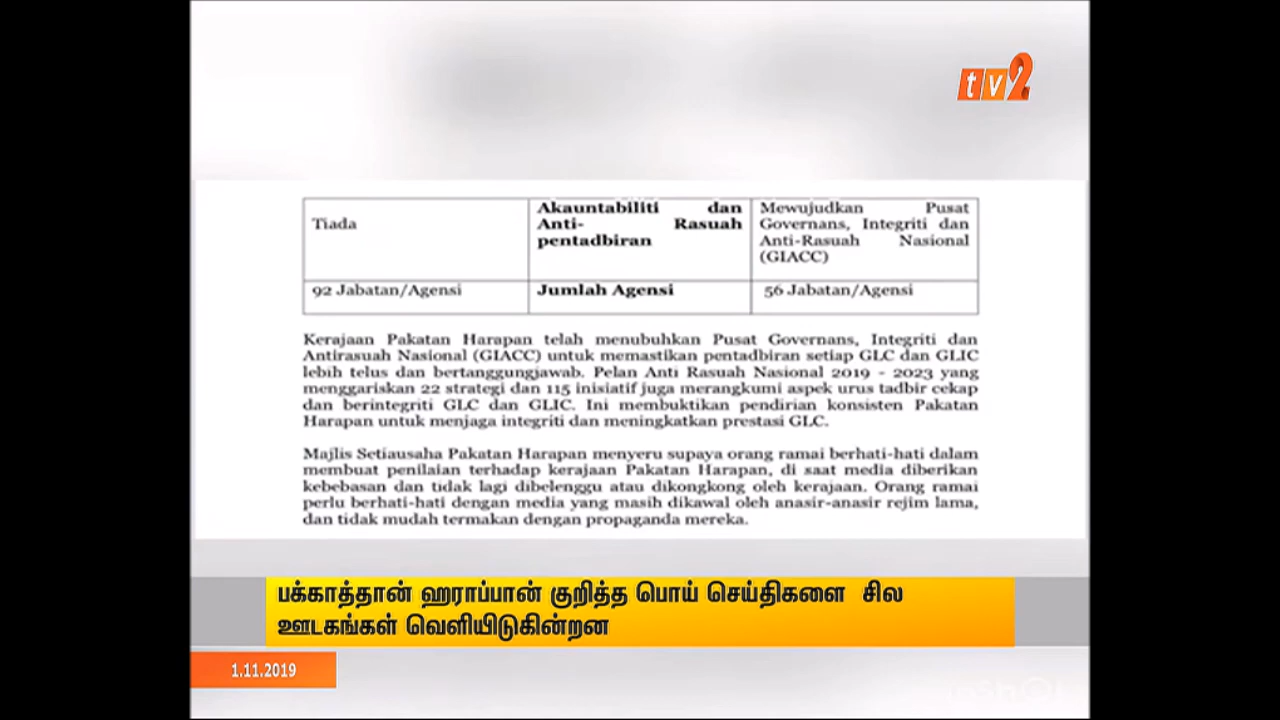 tv2
Tiada
Akauntabiliti dan
Anti- Rasuah
pentadbiran
Mewujudkan Pusat
Governans, Integriti dan
Anti-Rasuah Nasional
(GIACC)
92 Jabatan/Agensi
Jumlah Agensi
56 Jabatan/Agensi
Kerajaan Pakatan Harapan telah menubuhkan Pusat Governans, Integriti dan
Antirasuah Nasional (GIACC) untuk memastikan pentadbiran setiap GLC dan GLIC
lebih telus dan bertanggungjawab. Pelan Anti Rasuah Nasional 2019 - 2023 yang
menggariskan 22 strategi dan 115 inisiatif juga merangkumi aspek urus tadbir cekap
dan berintegriti GLC dan GLIC. Ini membuktikan pendirian konsisten Pakatan
Harapan untuk menjaga integriti dan meningkatkan prestasi GLC.
Majlis Setiausaha Pakatan Harapan menyeru supaya orang ramai berhati-hati dalam
membuat penilaian terhadap kerajaan Pakatan Harapan, di saat media diberikan
kebebasan dan tidak lagi dibelenggu atau dikongkong oleh kerajaan. Orang ramai
perlu berhati-hati dengan media yang masih dikawal oleh anasir-anasir rejim lama,
dan tidak mudah termakan dengan propaganda mereka.
பக்காத்தான் ஹராப்பான் குறித்த பொய் செய்திகளை சில
ஊடகங்கள் வெளியிடுகின்றன
1.11.2019